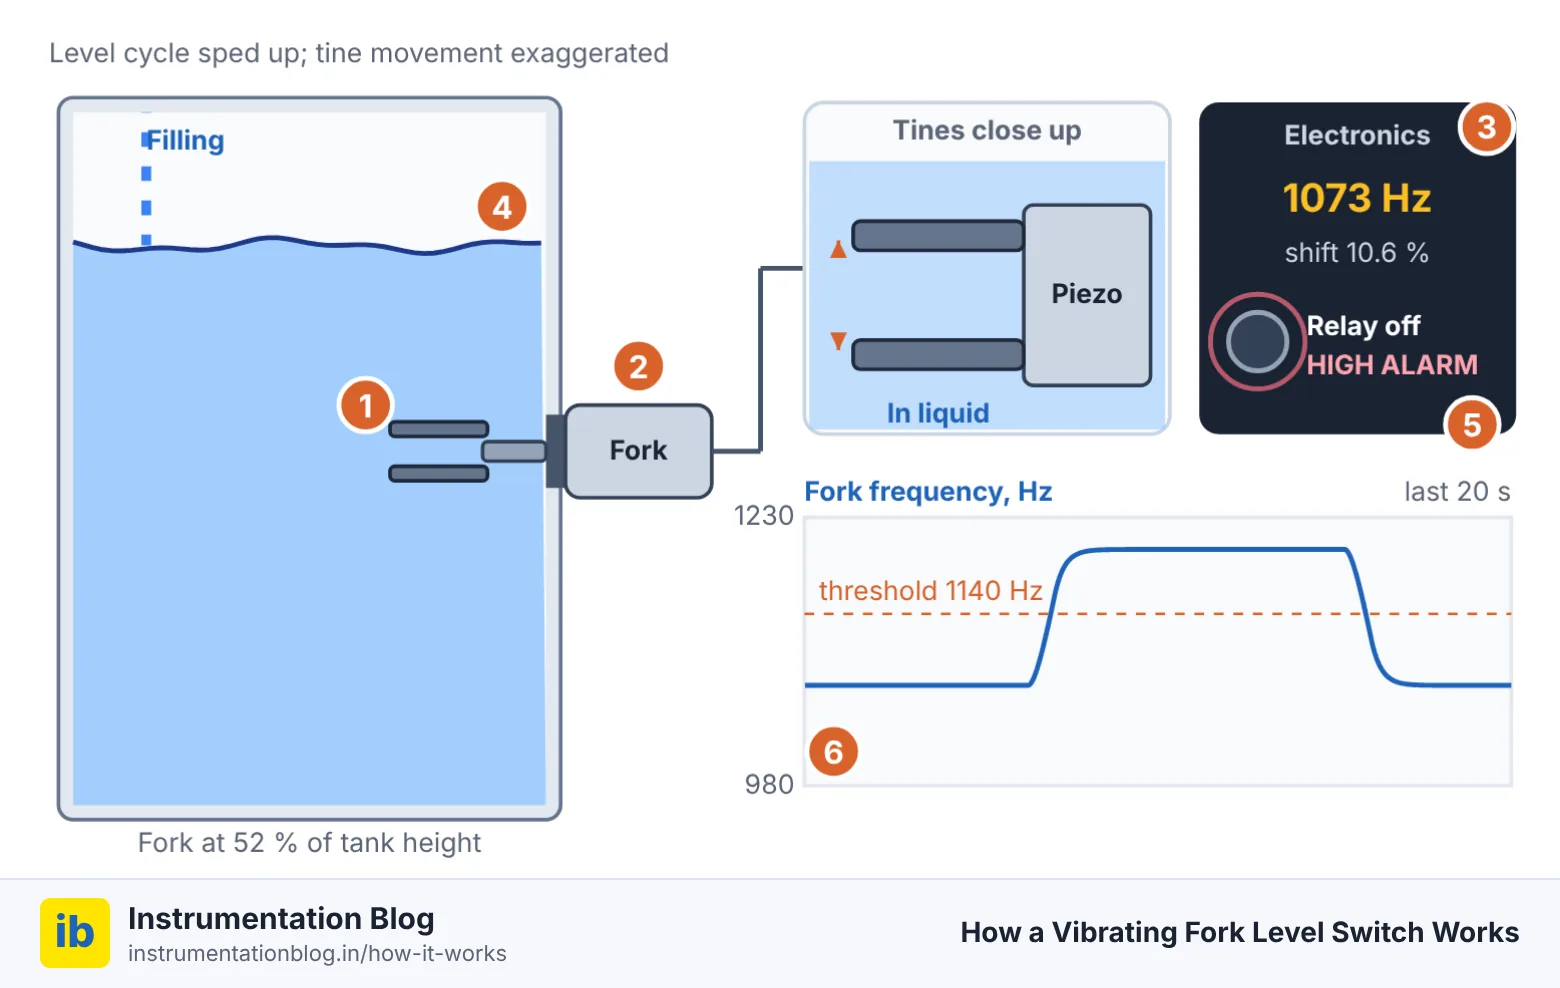 Level cycle sped up; tine movement exaggerated
Filling
4
1
2
Fork
Fork at 52 % of tank height
Tines close up
Piezo
In liquid
3
Electronics
1073 Hz
shift 10.6 %
Relay off
HIGH ALARM
5
Fork frequency, Hz
last 20 s
1230
threshold 1140 Hz
6
980
ib
Instrumentation Blog
instrumentationblog.in/how-it-works
How a Vibrating Fork Level Switch Works